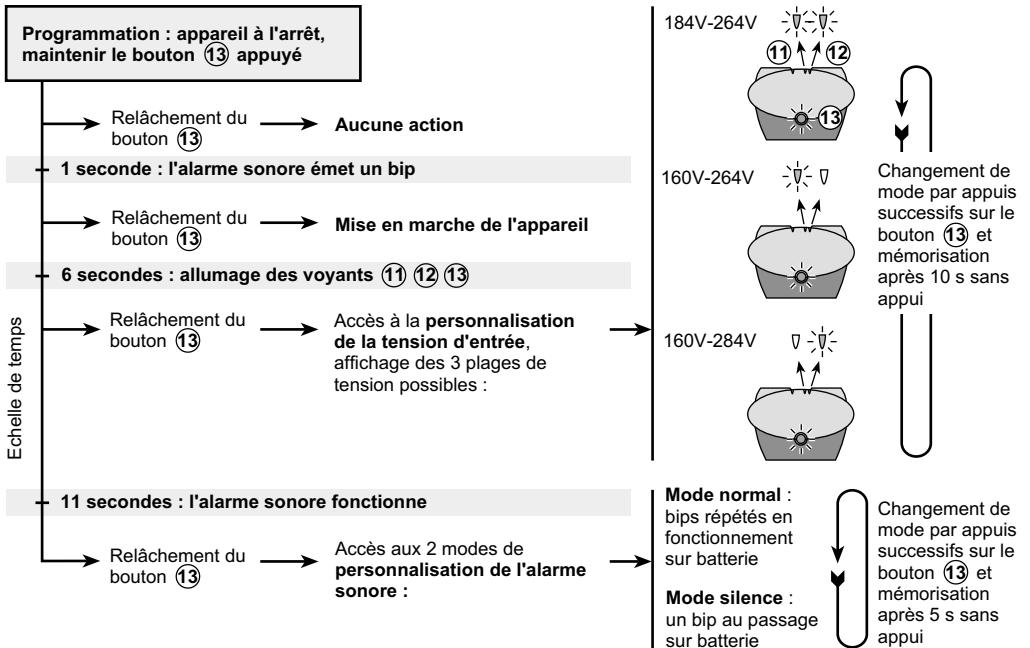 Programmation : appareil à l'arrêt,
maintenir le bouton 13 appuyé
Relâchement du
bouton 13
Aucune action
1 seconde : l'alarme sonore émet un bip
Relâchement du
bouton 13
Mise en marche de l'appareil
6 secondes : allumage des voyants 11 12 13
Relâchement du
bouton 13
Accès à la personnalisation
de la tension d'entrée,
affichage des 3 plages de
tension possibles :
Echelle de temps
11 secondes : l'alarme sonore fonctionne
Relâchement du
bouton 13
Accès aux 2 modes de
personnalisation de l'alarme
sonore :
184V-264V
11
12
13
160V-264V
160V-284V
Changement de
mode par appuis
successifs sur le
bouton 13 et
mémorisation
après 10 s sans
appui
Mode normal :
bips répétés en
fonctionnement
sur batterie
Mode silence :
un bip au passage
sur batterie
Changement de
mode par appuis
successifs sur le
bouton 13 et
mémorisation
après 5 s sans
appui